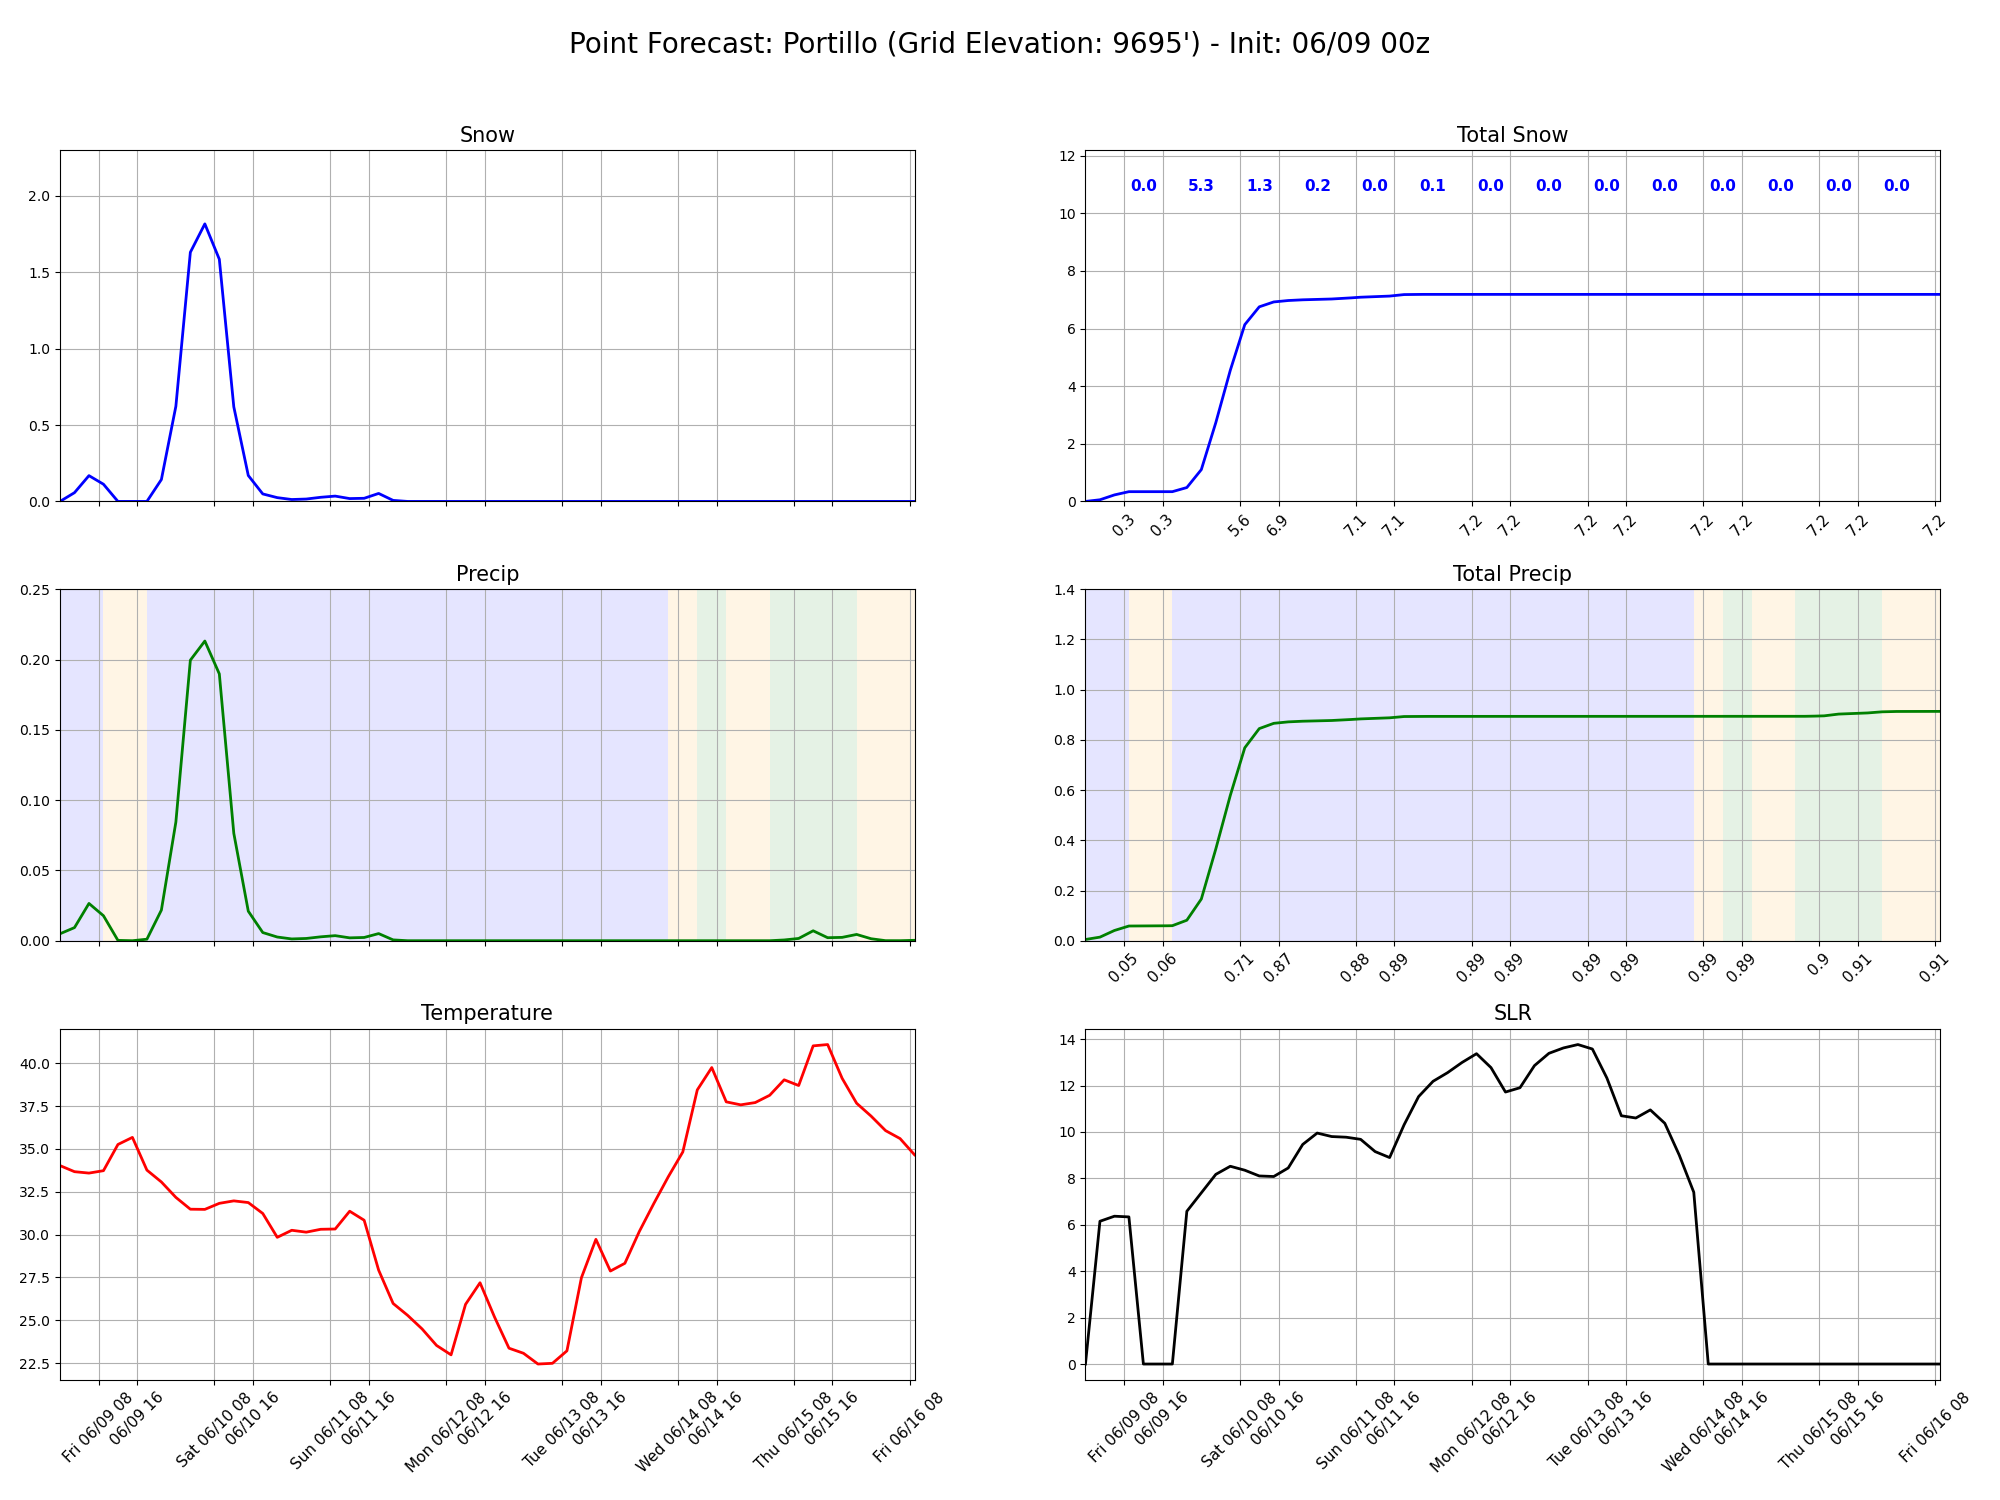 Point Forecast: Portillo (Grid Elevation: 9695') - Init: 06/09 00z
Snow
2.0
1.5
1.0
0.5
0.0
Total Snow
12
10
8
6
4
2
0
0.0 5.3 1.3 0.2 0.0 0.1 0.0 0.0 0.0 0.0 0.0 0.0 0.0 0.0
0.3 0.3 5.6 6.9 7.1 7.1 7.2 7.2 7.2 7.2 7.2 7.2 7.2 7.2 7.2
Precip
0.25
0.20
0.15
0.10
0.05
0.00
Total Precip
1.4
1.2
1.0
0.8
0.6
0.4
0.2
0.0
0.05 0.06 0.71 0.87 0.88 0.89 0.89 0.89 0.89 0.89 0.89 0.89 0.9 0.91 0.91
Temperature
40.0
37.5
35.0
32.5
30.0
27.5
25.0
22.5
Fri 06/09 08
06/09 16
Sat 06/10 08
06/10 16
Sun 06/11 08
06/11 16
Mon 06/12 08
06/12 16
Tue 06/13 08
06/13 16
Wed 06/14 08
06/14 16
Thu 06/15 08
06/15 16
Fri 06/16 08
SLR
14
12
10
8
6
4
2
0
Fri 06/09 08
06/09 16
Sat 06/10 08
06/10 16
Sun 06/11 08
06/11 16
Mon 06/12 08
06/12 16
Tue 06/13 08
06/13 16
Wed 06/14 08
06/14 16
Thu 06/15 08
06/15 16
Fri 06/16 08